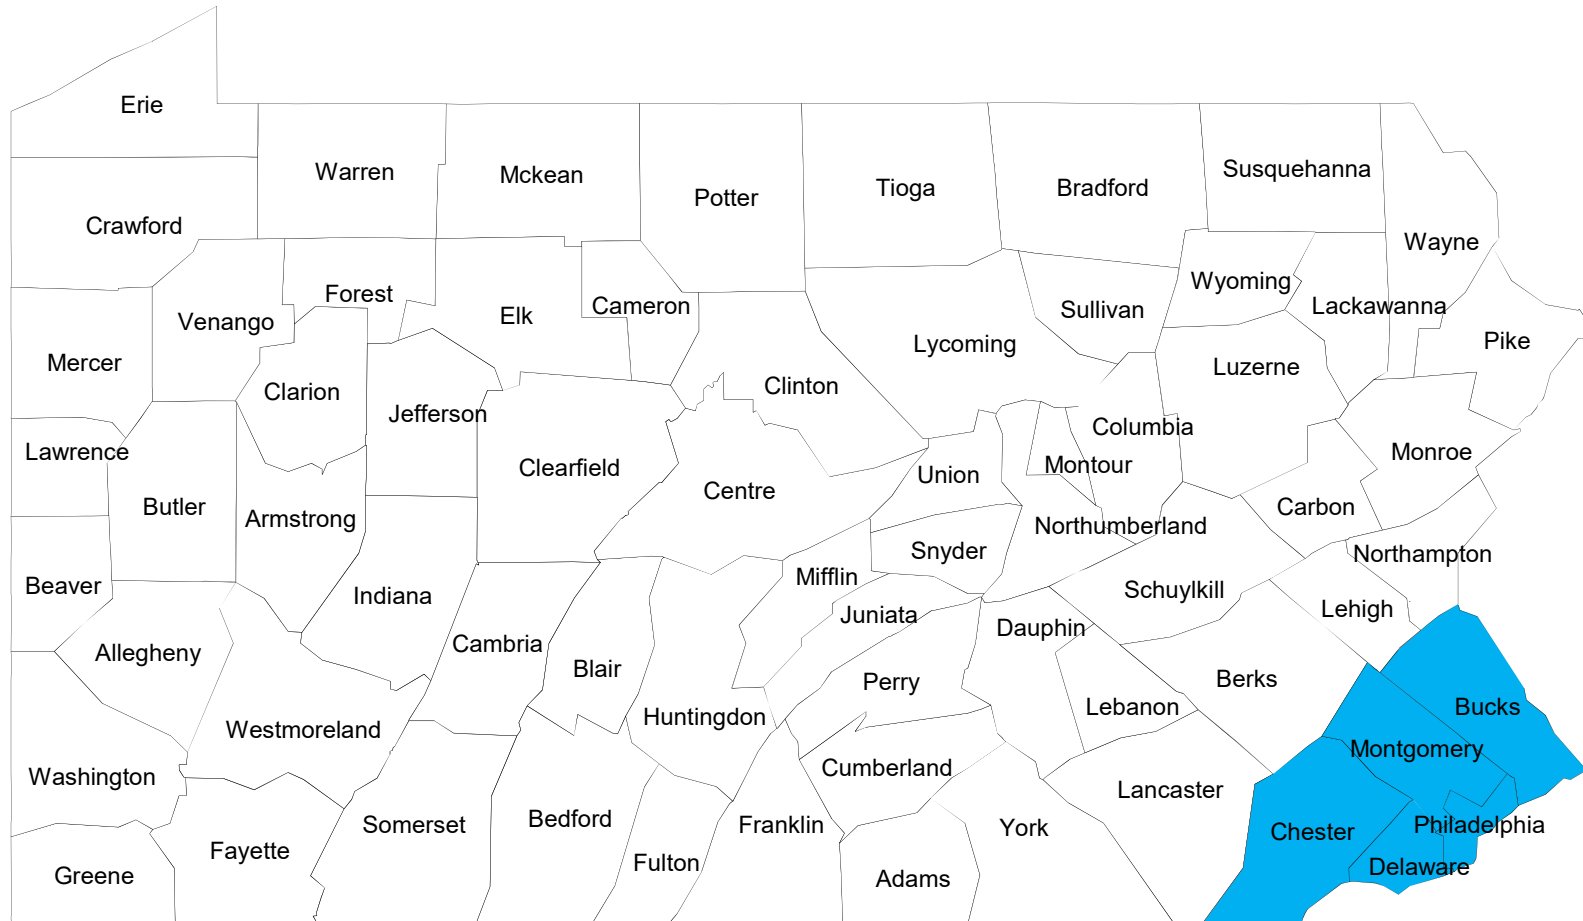 Erie
Warren
Mckean
Potter
Tioga
Bradford
Susquehanna
Crawford
Wayne
Venango
Forest
Elk
Cameron
Wyoming
Lackawanna
Sullivan
Mercer
Lycoming
Pike
Luzerne
Clarion
Clinton
Jefferson
Columbia
Lawrence
Clearfield
Centre
Union
Montour
Monroe
Butler
Armstrong
Carbon
Northumberland
Snyder
Northampton
Beaver
Indiana
Mifflin
Schuylkill
Juniata
Lehigh
Dauphin
Allegheny
Cambria
Blair
Perry
Berks
Lebanon
Bucks
Huntingdon
Westmoreland
Montgomery
Washington
Cumberland
Lancaster
Somerset
Bedford
Franklin
York
Chester
Philadelphia
Fayette
Fulton
Delaware
Greene
Adams